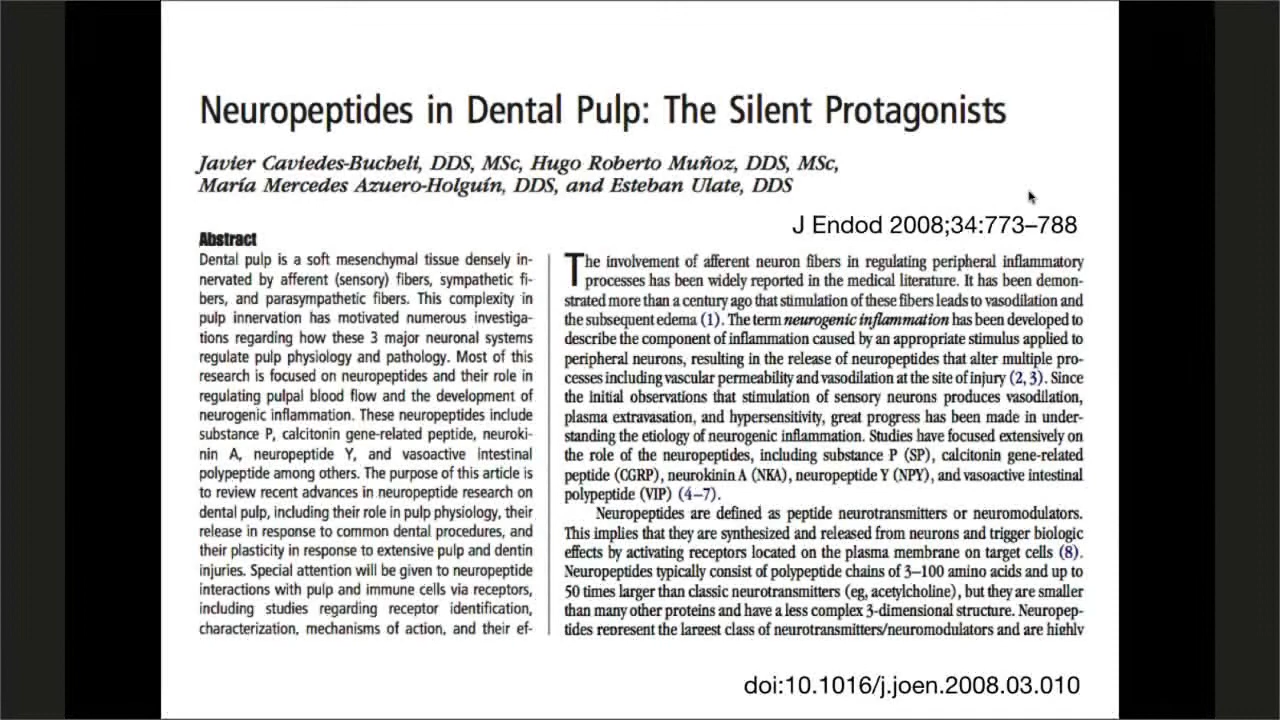 Neuropeptides in Dental Pulp: The Silent Protagonists
Javier Caviedes-Bucheli, DDS, MSc, Hugo Roberto Muñoz, DDS, MSc,
María Mercedes Azuero-Holguín, DDS, and Esteban Ulate, DDS
J Endod 2008;34:773–788
Abstract
Dental pulp is a soft mesenchymal tissue densely in-
nervated by afferent (sensory) fibers, sympathetic fi-
bers, and parasympathetic fibers. This complexity in
pulp innervation has motivated numerous investiga-
tions regarding how these 3 major neuronal systems
regulate pulp physiology and pathology. Most of this
research is focused on neuropeptides and their role in
regulating pulpal blood flow and the development of
neurogenic inflammation. These neuropeptides include
substance P, calcitonin gene-related peptide, neuroki-
nin A, neuropeptide Y, and vasoactive intestinal
polypeptide among others. The purpose of this article is
to review recent advances in neuropeptide research on
dental pulp, including their role in pulp physiology, their
release in response to common dental procedures, and
their plasticity in response to extensive pulp and dentin
injuries. Special attention will be given to neuropeptide
interactions with pulp and immune cells via receptors,
including studies regarding receptor identification,
characterization, mechanisms of action, and their ef-
The involvement of afferent neuron fibers in regulating peripheral inflammatory
processes has been widely reported in the medical literature. It has been demon-
strated more than a century ago that stimulation of these fibers leads to vasodilation and
the subsequent edema (1). The term neurogenic inflammation has been developed to
describe the component of inflammation caused by an appropriate stimulus applied to
peripheral neurons, resulting in the release of neuropeptides that alter multiple pro-
cesses including vascular permeability and vasodilation at the site of injury (2, 3). Since
the initial observations that stimulation of sensory neurons produces vasodilation,
plasma extravasation, and hypersensitivity, great progress has been made in under-
standing the etiology of neurogenic inflammation. Studies have focused extensively on
the role of the neuropeptides, including substance P (SP), calcitonin gene-related
peptide (CGRP), neurokinin A (NKA), neuropeptide Y (NPY), and vasoactive intestinal
polypeptide (VIP) (4–7).
Neuropeptides are defined as peptide neurotransmitters or neuromodulators.
This implies that they are synthesized and released from neurons and trigger biologic
effects by activating receptors located on the plasma membrane on target cells (8).
Neuropeptides typically consist of polypeptide chains of 3–100 amino acids and up to
50 times larger than classic neurotransmitters (eg, acetylcholine), but they are smaller
than many other proteins and have a less complex 3-dimensional structure. Neuropep-
tides represent the largest class of neurotransmitters/neuromodulators and are highly
doi:10.1016/j.joen.2008.03.010